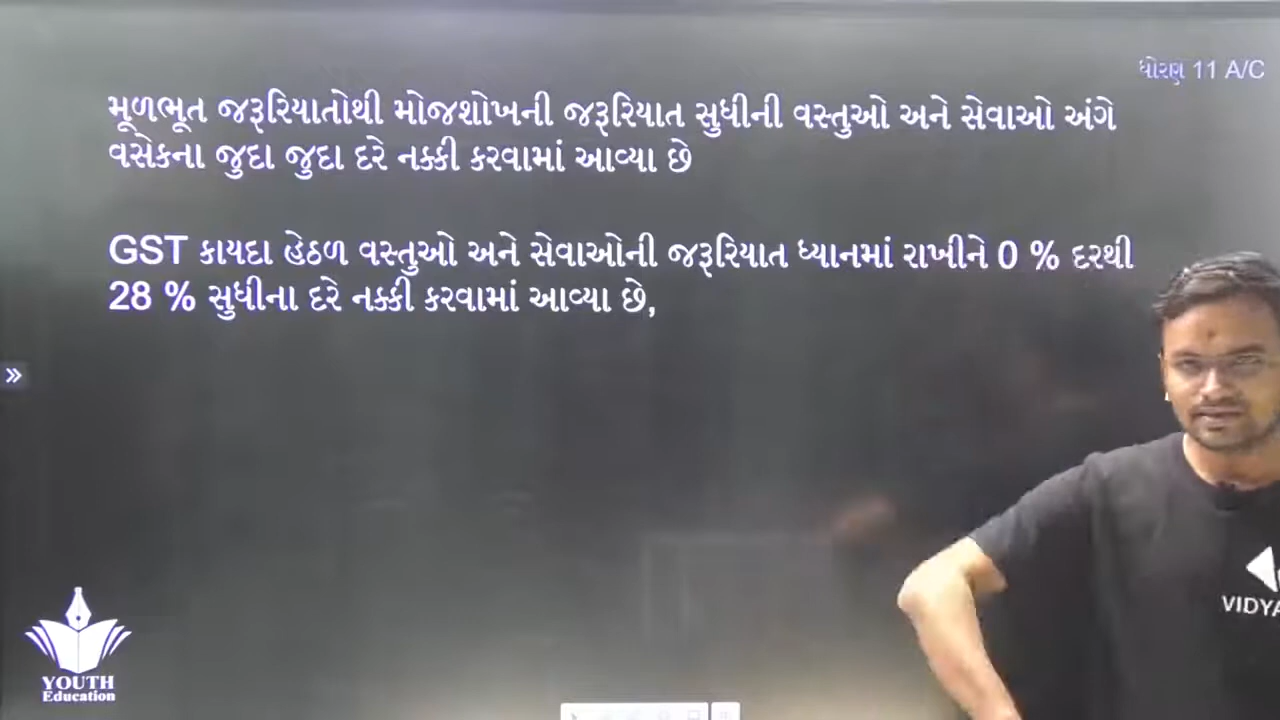 ધોરણ 11 A/C
મૂળભૂત જરૂરિયાતોથી મોજશોખની જરૂરિયાત સુધીની વસ્તુઓ અને સેવાઓ અંગે
વસેકના જુદા જુદા દરે નક્કી કરવામાં આવ્યા છે
GST કાયદા હેઠળ વસ્તુઓ અને સેવાઓની જરૂરિયાત ધ્યાનમાં રાખીને 0 % દરથી
28 % સુધીના દરે નક્કી કરવામાં આવ્યા છે,
YOUTH
Education